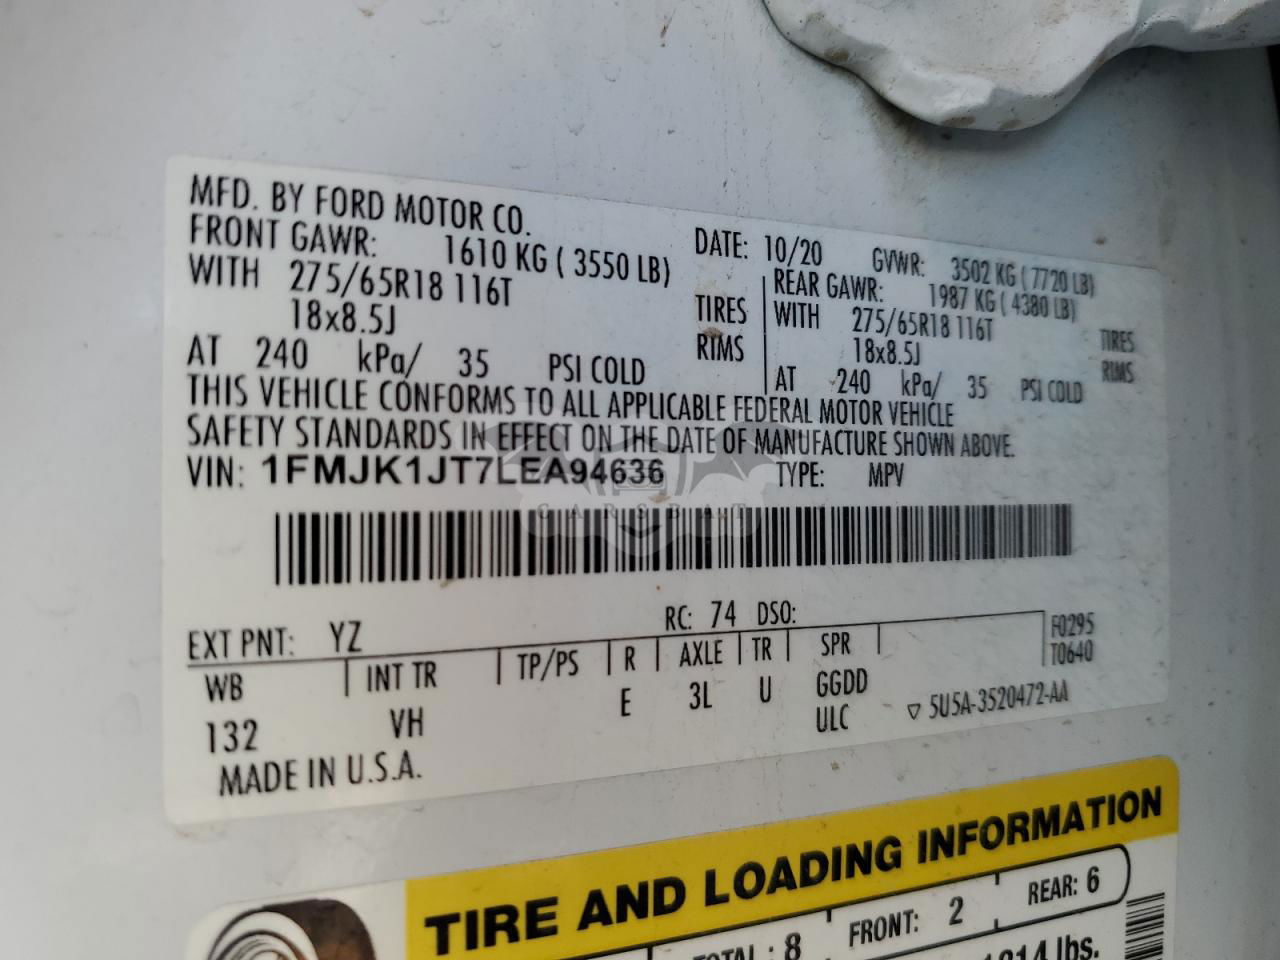 MFD. BY FORD MOTOR CO.
DATE: 10/20 GVWR: 3502 KG ( 7720 LB)
FRONT GAWR: 1610 KG ( 3550 LB)
REAR GAWR: 1987 KG ( 4380 LB)
WITH 275/65R18 116T TIRES
WITH 275/65R18 116T TIRES
18x8.5J RIMS
18x8.5J RIMS
AT 240 kPa/ 35 PSI COLD
AT 240 kPa/ 35 PSI COLD
THIS VEHICLE CONFORMS TO ALL APPLICABLE FEDERAL MOTOR VEHICLE
SAFETY STANDARDS IN EFFECT ON THE DATE OF MANUFACTURE SHOWN ABOVE.
VIN: 1FMJK1JT7LEA94636 TYPE: MPV
CARSBAT
EXT PNT: YZ RC: 74 DSO:
WB INT TR TP/PS R AXLE TR SPR F0295
T0640
132 VH E 3L U GGDD
ULC ▽ 5U5A-3520472-AA
MADE IN U.S.A.
TIRE AND LOADING INFORMATION
TOTAL : 8 FRONT: 2 REAR: 6
lbs.